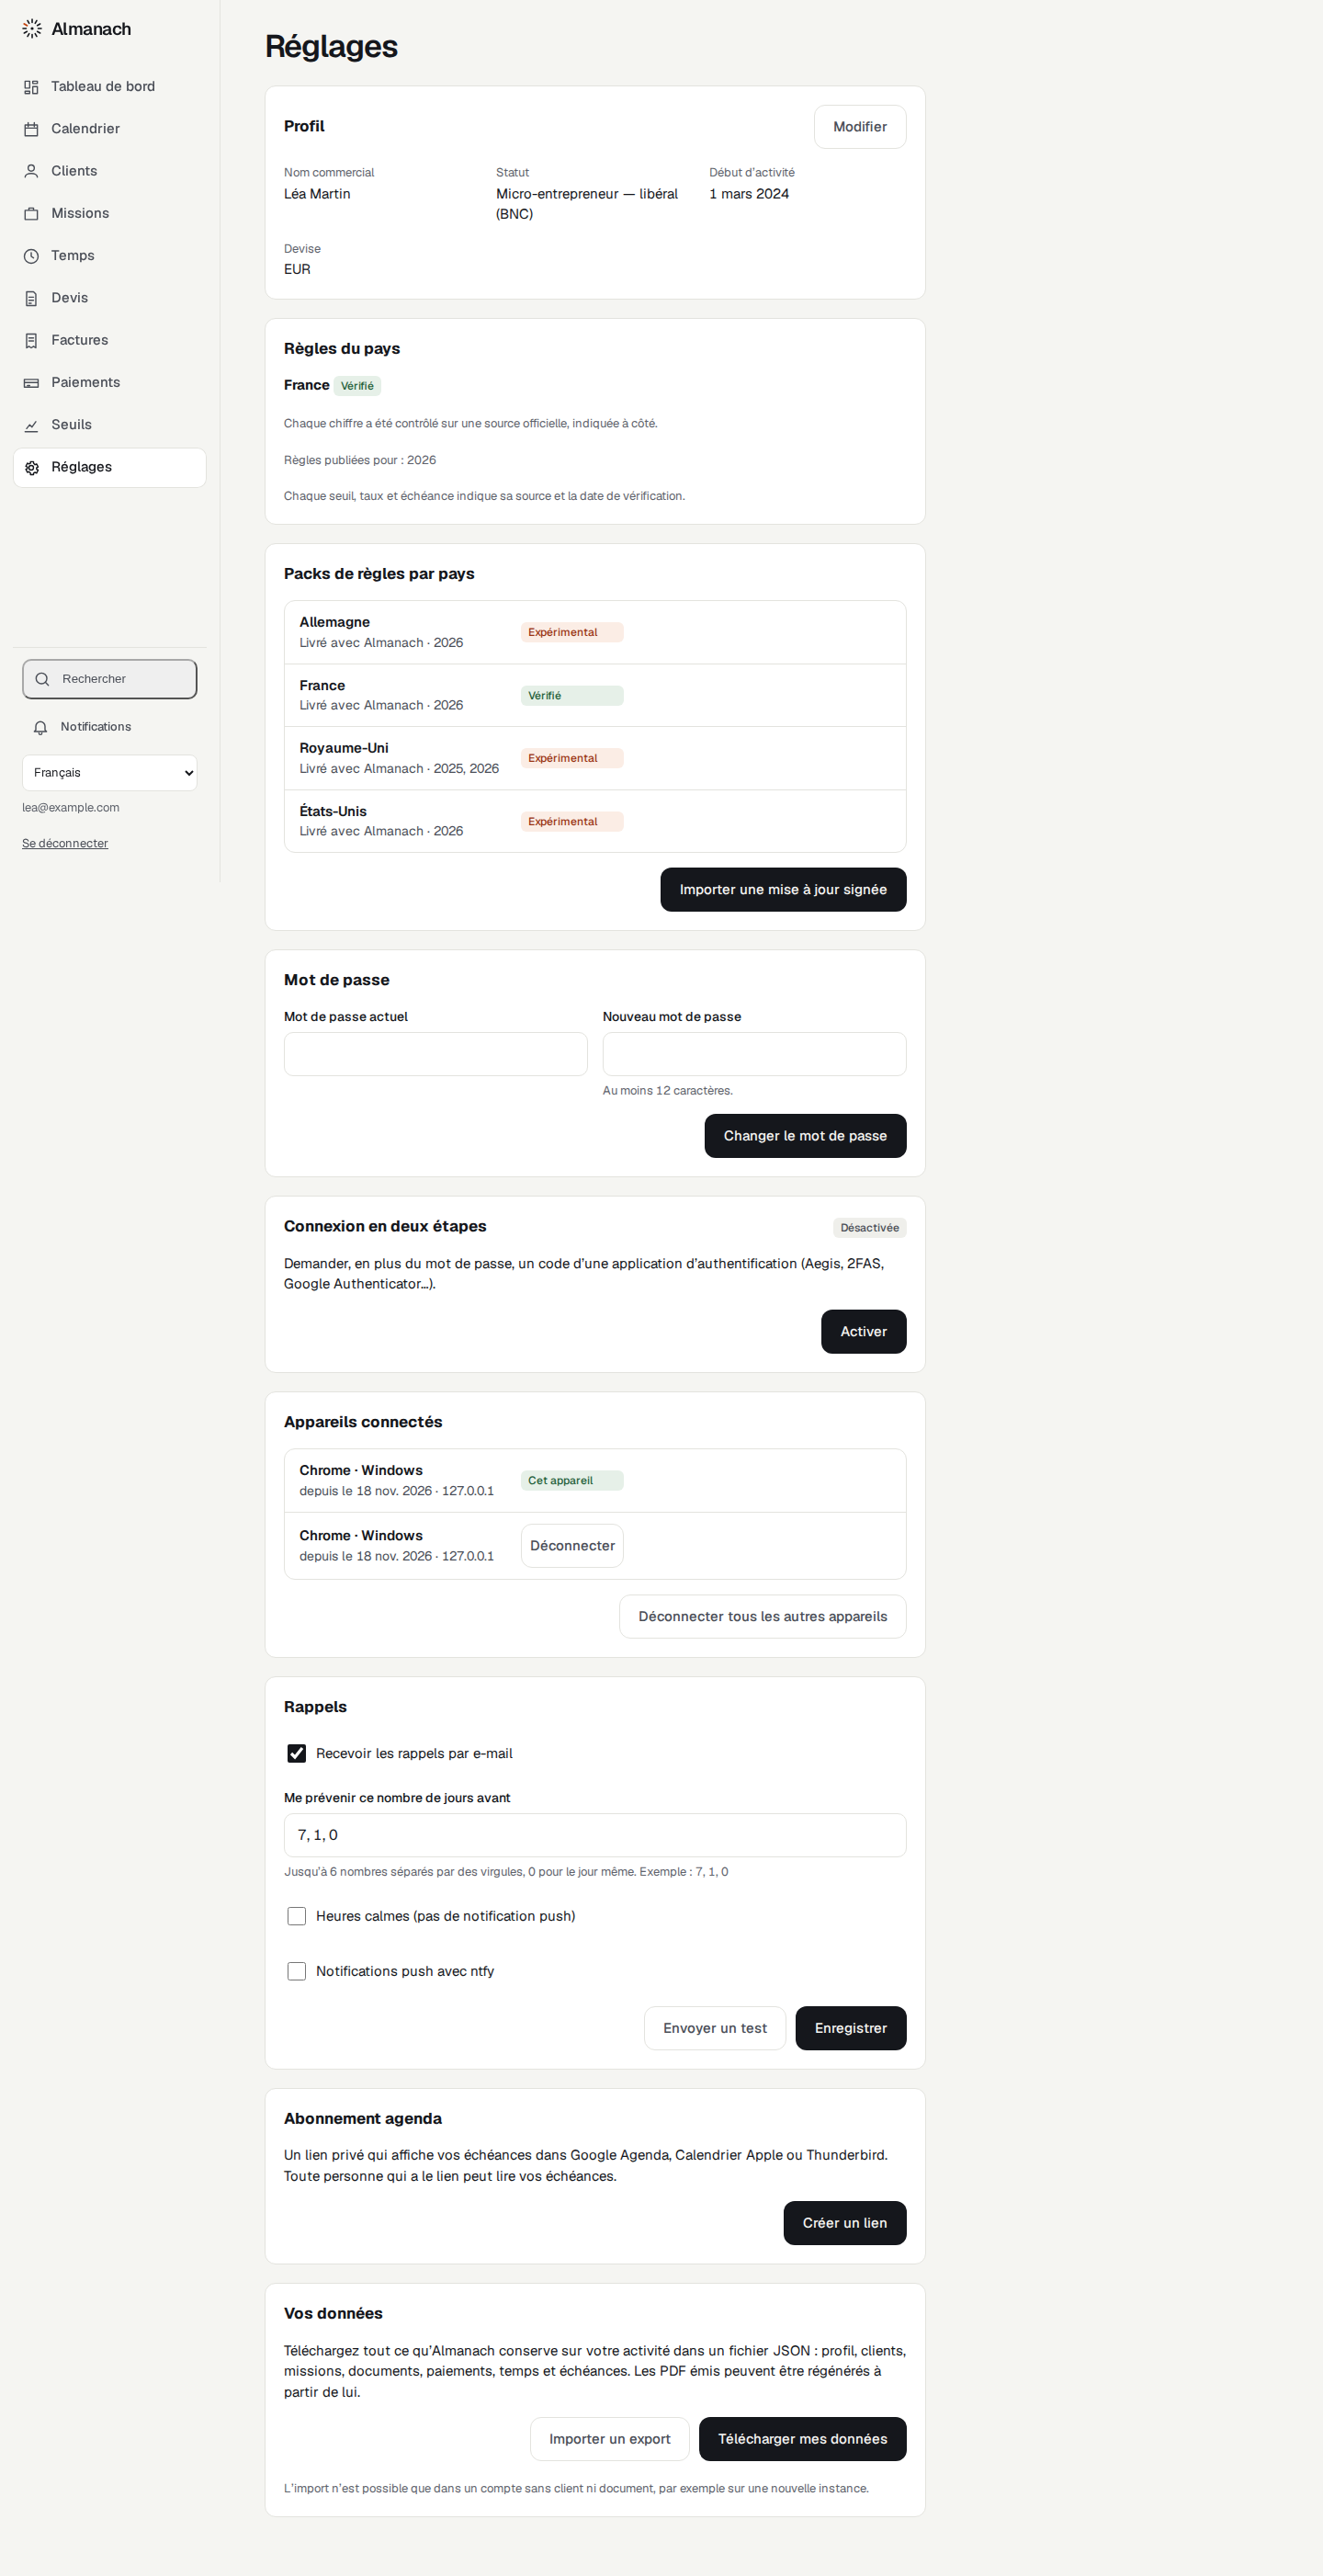 Almanach
Tableau de bord
Calendrier
Clients
Missions
Temps
Devis
Factures
Paiements
Seuils
Réglages
Rechercher
Notifications
Français
lea@example.com
Se déconnecter
Réglages
Profil
Modifier
Nom commercial
Léa Martin
Statut
Micro-entrepreneur — libéral
(BNC)
Début d’activité
1 mars 2024
Devise
EUR
Règles du pays
France Vérifié
Chaque chiffre a été contrôlé sur une source officielle, indiquée à côté.
Règles publiées pour : 2026
Chaque seuil, taux et échéance indique sa source et la date de vérification.
Packs de règles par pays
Allemagne
Livré avec Almanach · 2026
Expérimental
France
Livré avec Almanach · 2026
Vérifié
Royaume-Uni
Livré avec Almanach · 2025, 2026
Expérimental
États-Unis
Livré avec Almanach · 2026
Expérimental
Importer une mise à jour signée
Mot de passe
Mot de passe actuel
Nouveau mot de passe
Au moins 12 caractères.
Changer le mot de passe
Connexion en deux étapes
Désactivée
Demander, en plus du mot de passe, un code d’une application d’authentification (Aegis, 2FAS,
Google Authenticator…).
Activer
Appareils connectés
Chrome · Windows
depuis le 18 nov. 2026 · 127.0.0.1
Cet appareil
Chrome · Windows
depuis le 18 nov. 2026 · 127.0.0.1
Déconnecter
Déconnecter tous les autres appareils
Rappels
Recevoir les rappels par e-mail
Me prévenir ce nombre de jours avant
7, 1, 0
Jusqu’à 6 nombres séparés par des virgules, 0 pour le jour même. Exemple : 7, 1, 0
Heures calmes (pas de notification push)
Notifications push avec ntfy
Envoyer un test
Enregistrer
Abonnement agenda
Un lien privé qui affiche vos échéances dans Google Agenda, Calendrier Apple ou Thunderbird.
Toute personne qui a le lien peut lire vos échéances.
Créer un lien
Vos données
Téléchargez tout ce qu’Almanach conserve sur votre activité dans un fichier JSON : profil, clients,
missions, documents, paiements, temps et échéances. Les PDF émis peuvent être régénérés à
partir de lui.
Importer un export
Télécharger mes données
L’import n’est possible que dans un compte sans client ni document, par exemple sur une nouvelle instance.